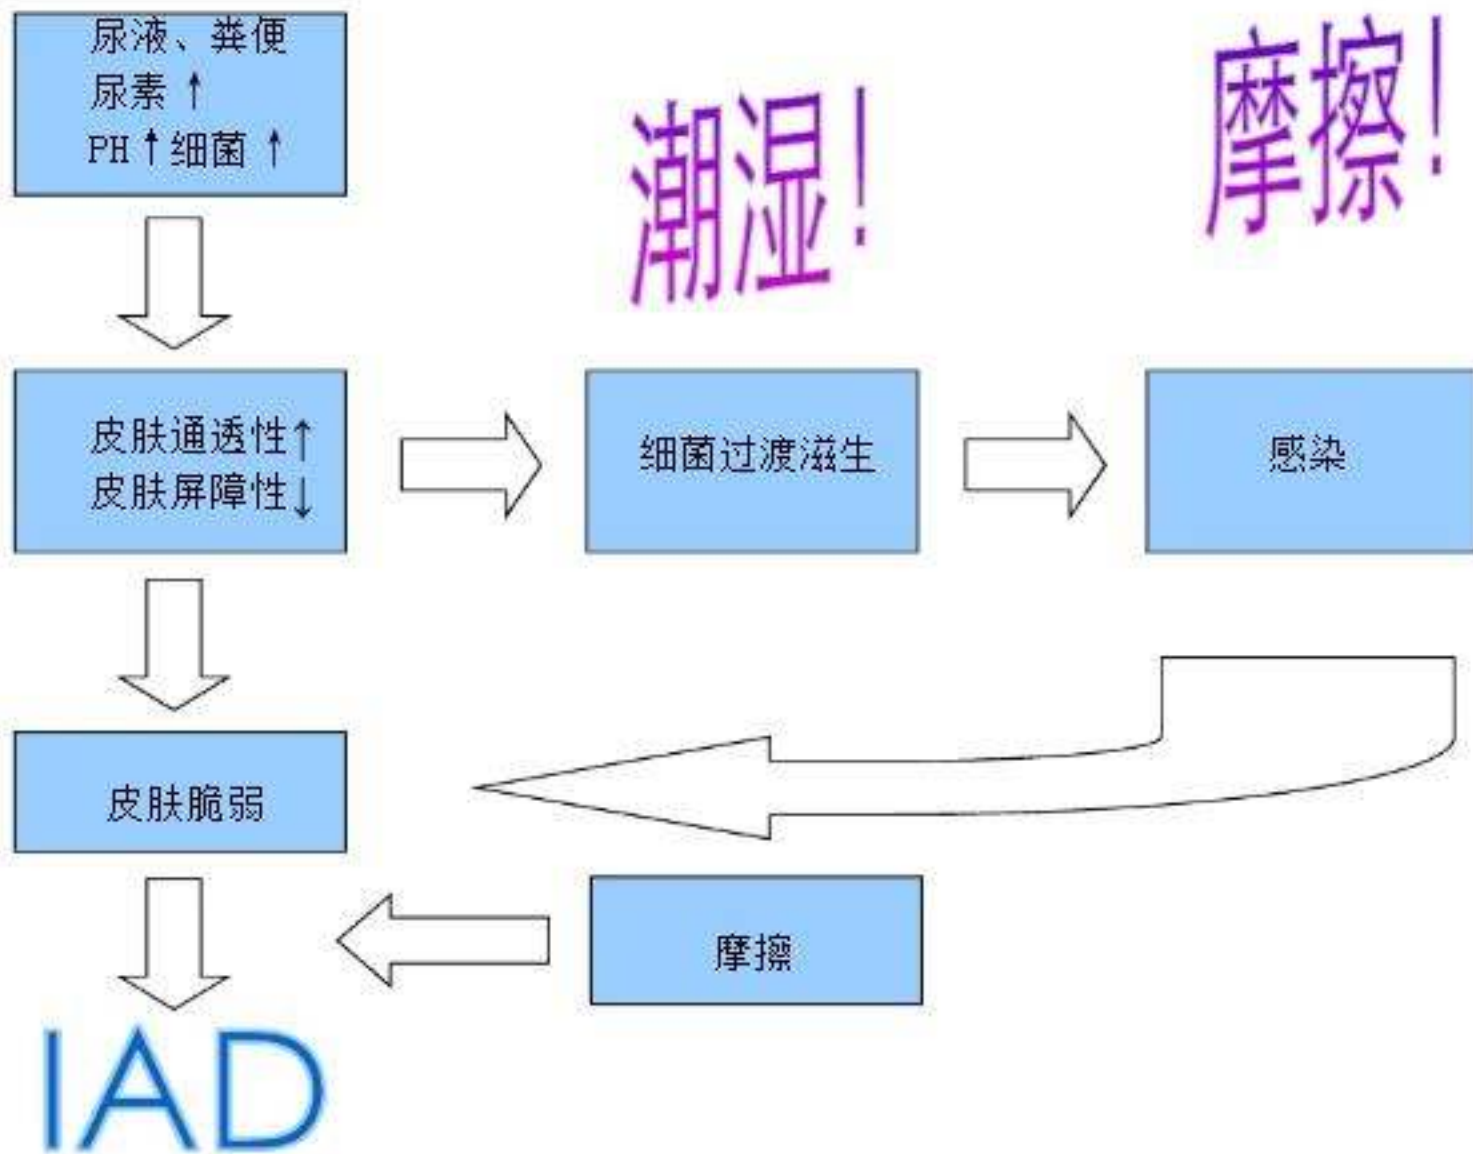 尿液、粪便
尿素↑
PH↑细菌↑
潮湿！
摩擦！
皮肤通透性↑
皮肤屏障性↓
细菌过渡滋生
感染
皮肤脆弱
摩擦
IAD